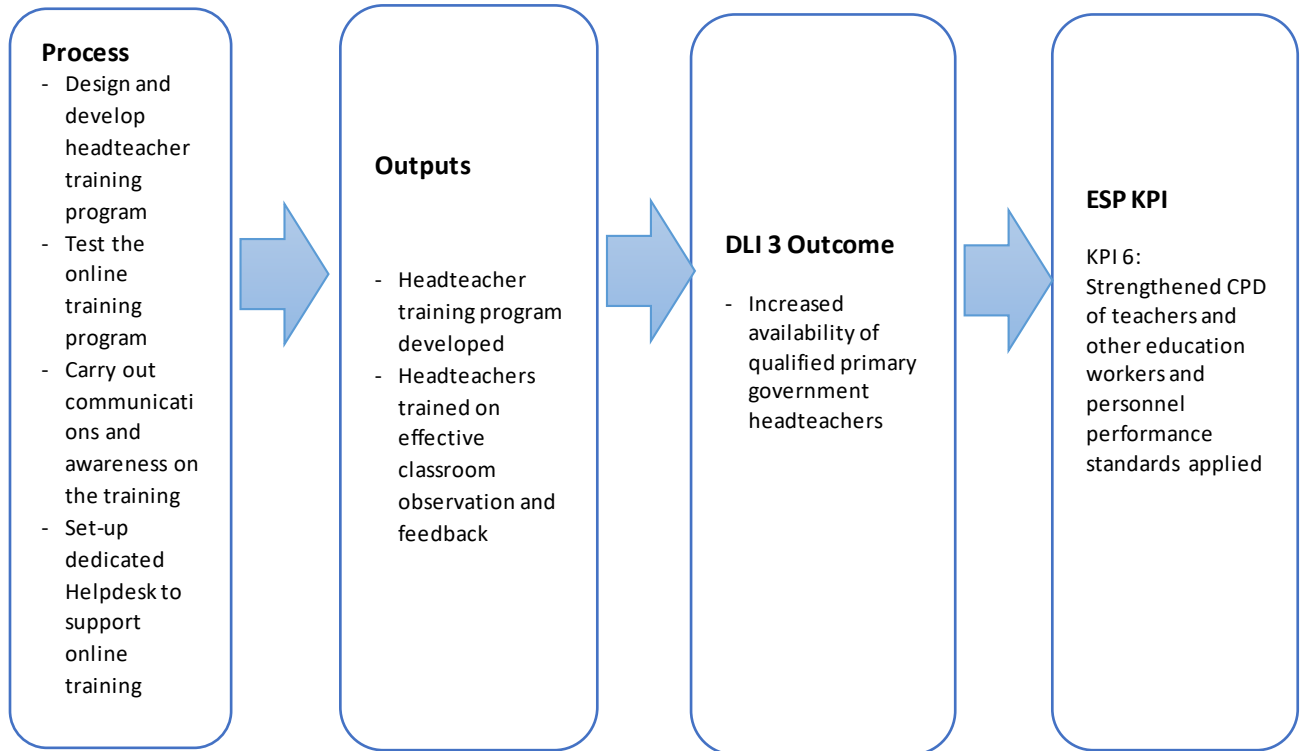 Process
- Design and
develop
headteacher
training
program
- Test the
online
training
program
- Carry out
communicati
ons and
awareness on
the training
- Set-up
dedicated
Helpdesk to
support
online
training
Outputs
- Headteacher
training program
developed
- Headteachers
trained on
effective
classroom
observation and
feedback
DLI 3 Outcome
- Increased
availability of
qualified primary
government
headteachers
ESP KPI
KPI 6:
Strengthened CPD
of teachers and
other education
workers and
personnel
performance
standards applied